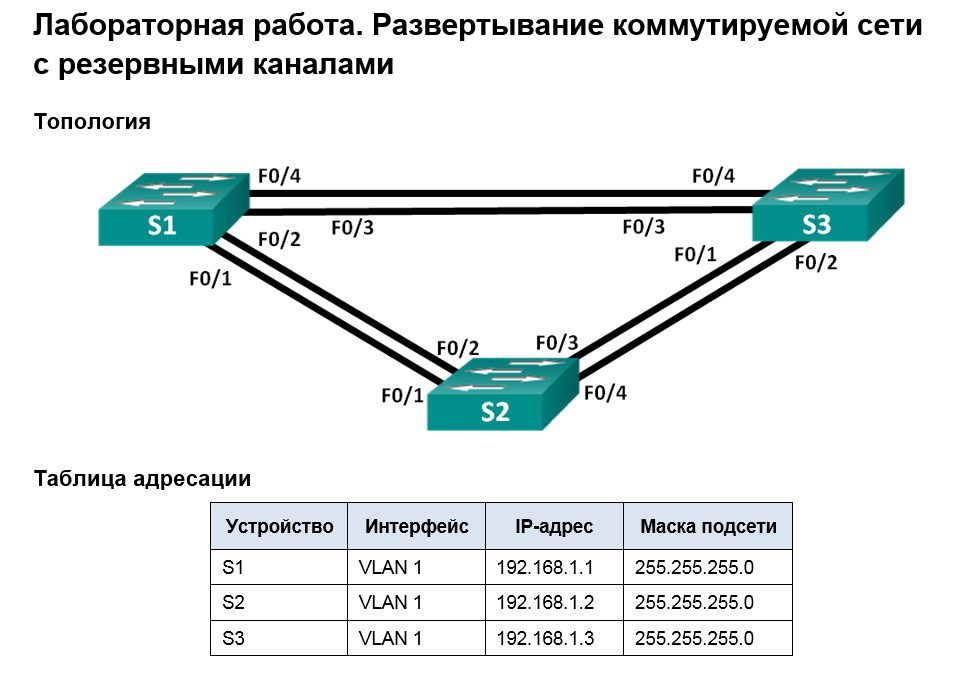 Лабораторная работа. Развертывание коммутируемой сети
с резервными каналами
Топология
F0/4 F0/4
S1 S3
F0/3 F0/3
F0/2 F0/1
F0/1 F0/2
F0/2 F0/3
F0/1 F0/4
S2
Таблица адресации
Устройство Интерфейс IP-адрес Маска подсети
S1 VLAN 1 192.168.1.1 255.255.255.0
S2 VLAN 1 192.168.1.2 255.255.255.0
S3 VLAN 1 192.168.1.3 255.255.255.0